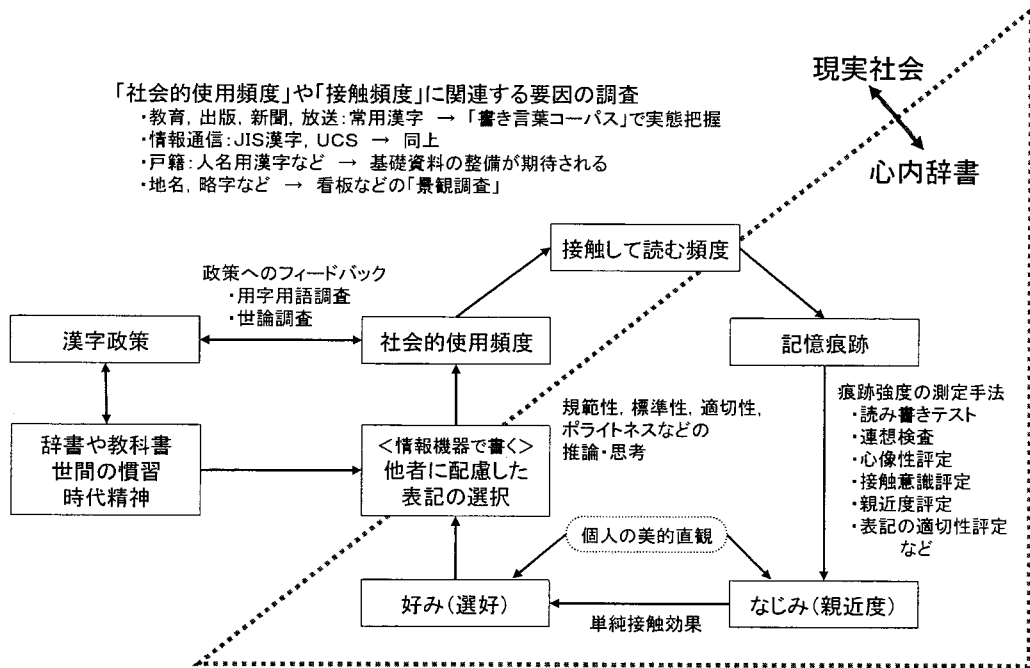 「社会的使用頻度」や「接触頻度」に関連する要因の調査
・教育, 出版, 新聞, 放送：常用漢字 → 「書き言葉コーパス」で実態把握
・情報通信：JIS漢字, UCS → 同上
・戸籍：人名用漢字など → 基礎資料の整備が期待される
・地名, 略字など → 看板などの「景観調査」
現実社会
心内辞書
接触して読む頻度
政策へのフィードバック
・用字用語調査
・世論調査
漢字政策
社会的使用頻度
記憶痕跡
痕跡強度の測定手法
・読み書きテスト
・連想検査
・心像性評定
・接触意識評定
・親近度評定
・表記の適切性評定
など
規範性, 標準性, 適切性,
ポライトネスなどの
推論・思考
辞書や教科書
世間の慣習
時代精神
＜情報機器で書く＞
他者に配慮した
表記の選択
個人の美的直観
好み（選好）
単純接触効果
なじみ（親近度）